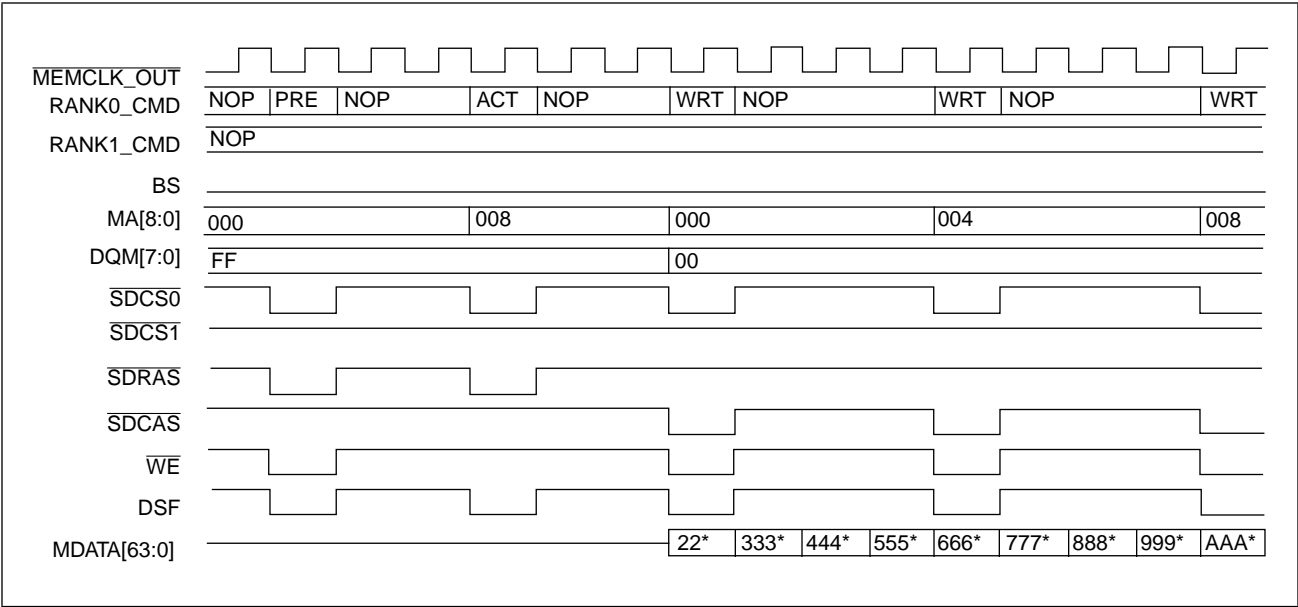 MEMCLK_OUT
RANK0_CMD NOP PRE NOP ACT NOP WRT NOP WRT NOP WRT
RANK1_CMD NOP
BS
MA[8:0] 000 008 000 004 008
DQM[7:0] FF 00
SDCS0
SDCS1
SDRAS
SDCAS
WE
DSF
MDATA[63:0] 22* 333* 444* 555* 666* 777* 888* 999* AAA*